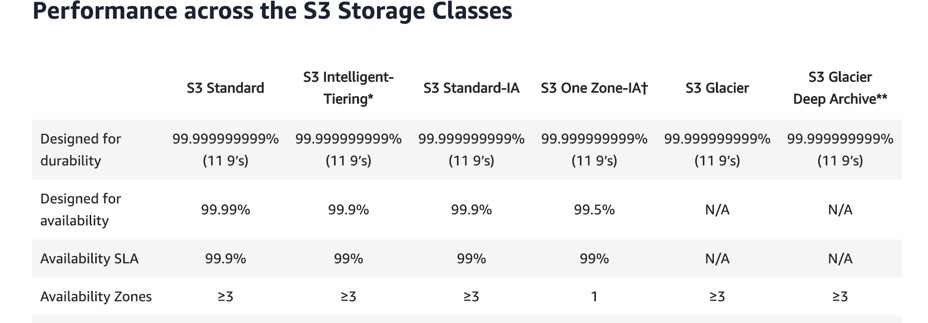 Performance across the S3 Storage Classes
S3 Standard S3 Intelligent-Tiering* S3 Standard-IA S3 One Zone-IA† S3 Glacier S3 Glacier Deep Archive**
Designed for durability 99.999999999% (11 9's) 99.999999999% (11 9's) 99.999999999% (11 9's) 99.999999999% (11 9's) 99.999999999% (11 9's) 99.999999999% (11 9's)
Designed for availability 99.99% 99.9% 99.9% 99.5% N/A N/A
Availability SLA 99.9% 99% 99% 99% N/A N/A
Availability Zones ≥3 ≥3 ≥3 1 ≥3 ≥3